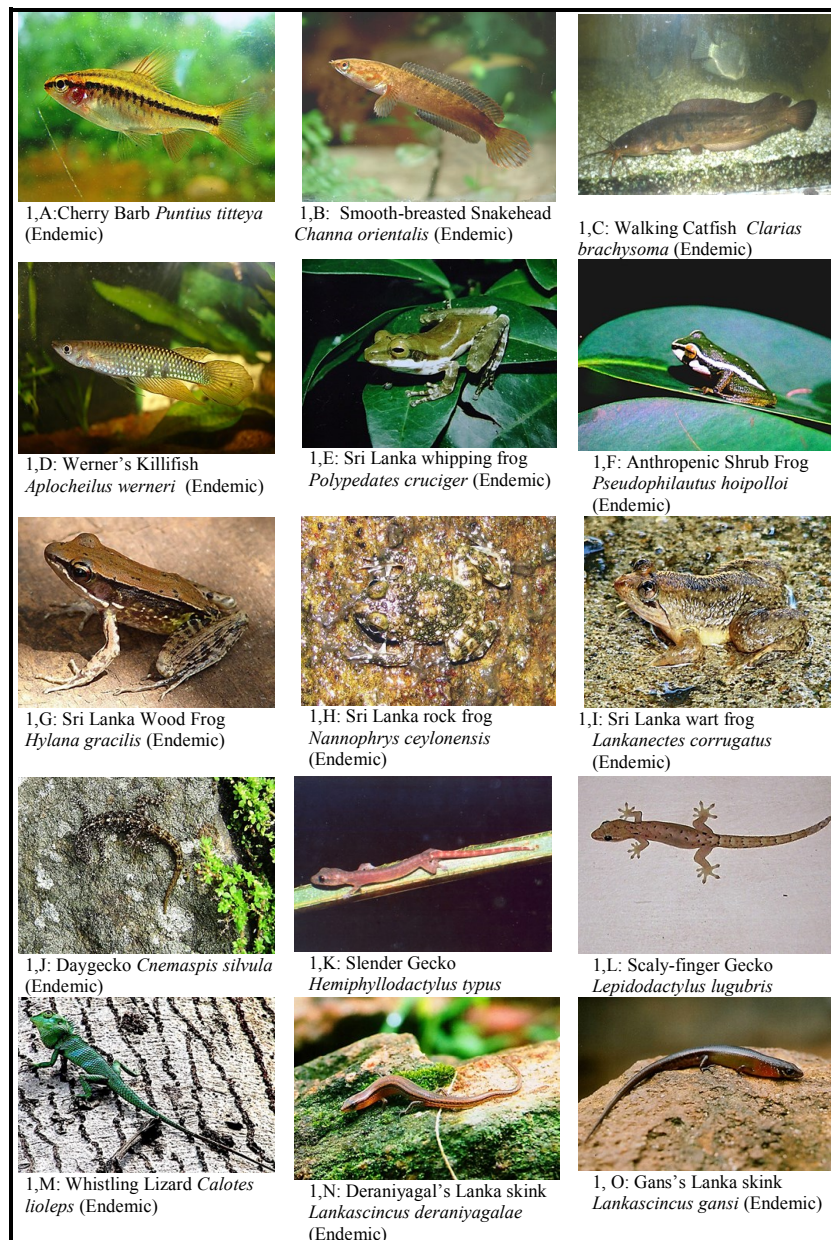 1,A:Cherry Barb Puntius titteya
(Endemic)
1,B: Smooth-breasted Snakehead
Channa orientalis (Endemic)
1,C: Walking Catfish Clarias
brachysoma (Endemic)
1,D: Werner's Killifish
Aplocheilus werneri (Endemic)
1,E: Sri Lanka whipping frog
Polypedates cruciger (Endemic)
1,F: Anthropenic Shrub Frog
Pseudophilautus hoipolloi
(Endemic)
1,G: Sri Lanka Wood Frog
Hylana gracilis (Endemic)
1,H: Sri Lanka rock frog
Nannophrys ceylonensis
(Endemic)
1,I: Sri Lanka wart frog
Lankanectes corrugatus
(Endemic)
1,J: Daygecko Cnemaspis silvula
(Endemic)
1,K: Slender Gecko
Hemiphyllodactylus typus
1,L: Scaly-finger Gecko
Lepidodactylus lugubris
1,M: Whistling Lizard Calotes
lioleps (Endemic)
1,N: Deraniyagal's Lanka skink
Lankascincus deraniyagalae
(Endemic)
1, O: Gans's Lanka skink
Lankascincus gansi (Endemic)